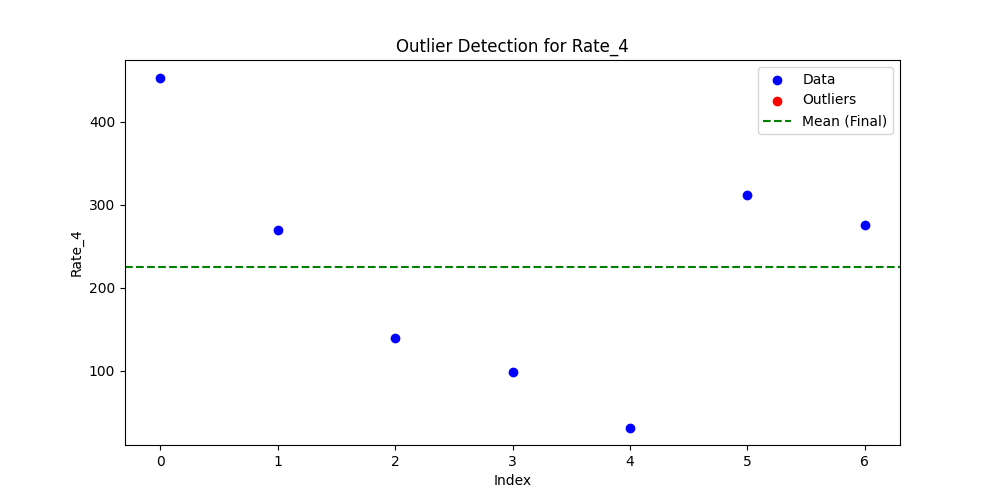 Outlier Detection for Rate_4
Data
Outliers
Mean (Final)
400
300
200
100
Rate_4
0 1 2 3 4 5 6
Index